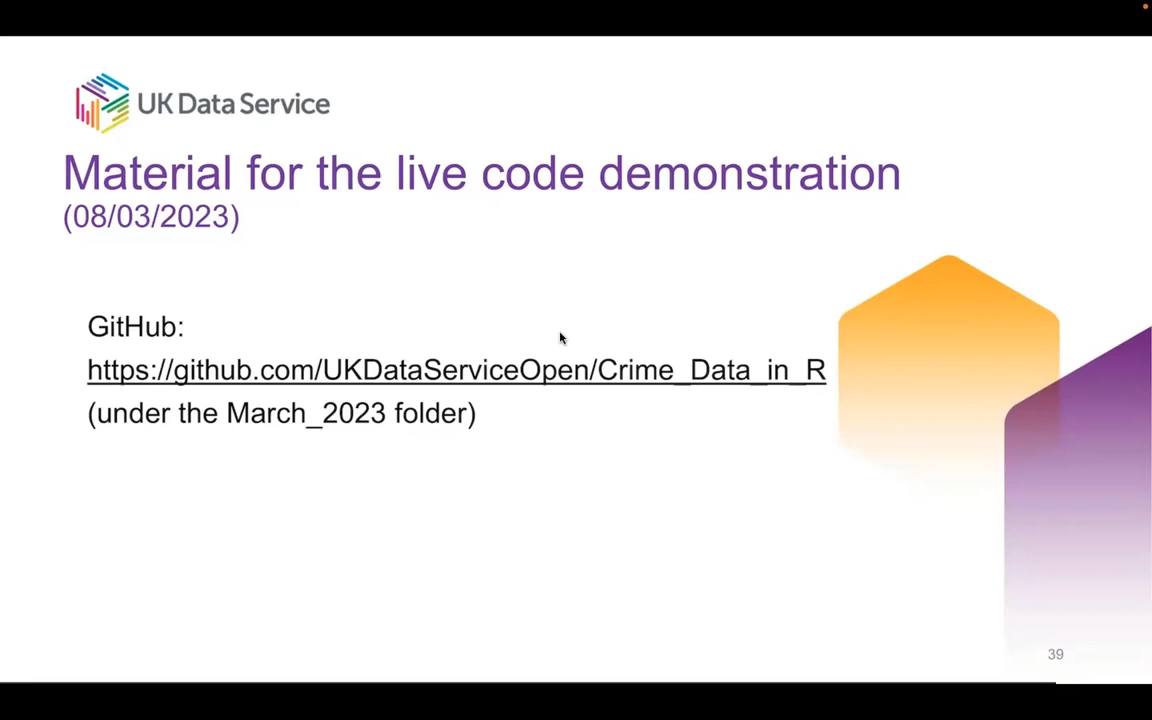 UK Data Service
Material for the live code demonstration
(08/03/2023)
GitHub:
https://github.com/UKDataServiceOpen/Crime_Data_in_R
(under the March_2023 folder)
39